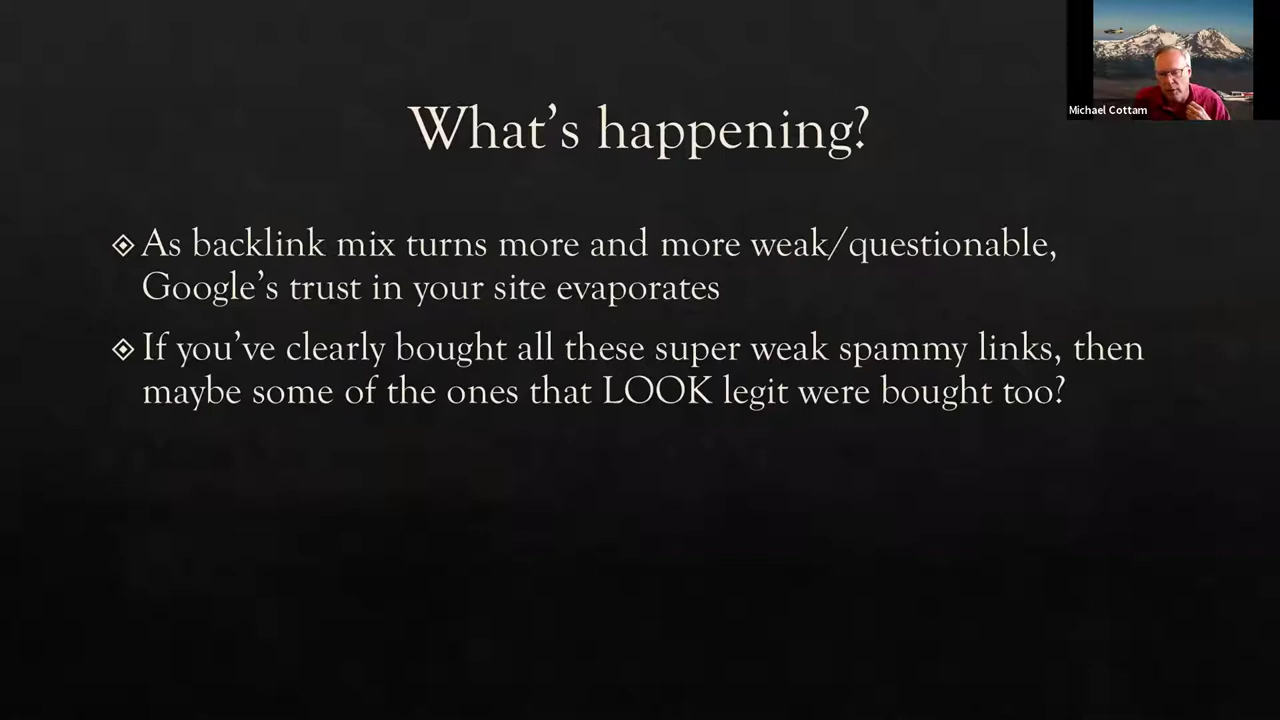 What's happening?
As backlink mix turns more and more weak/questionable,
Google's trust in your site evaporates
If you've clearly bought all these super weak spammy links, then
maybe some of the ones that LOOK legit were bought too?
Michael Cottam